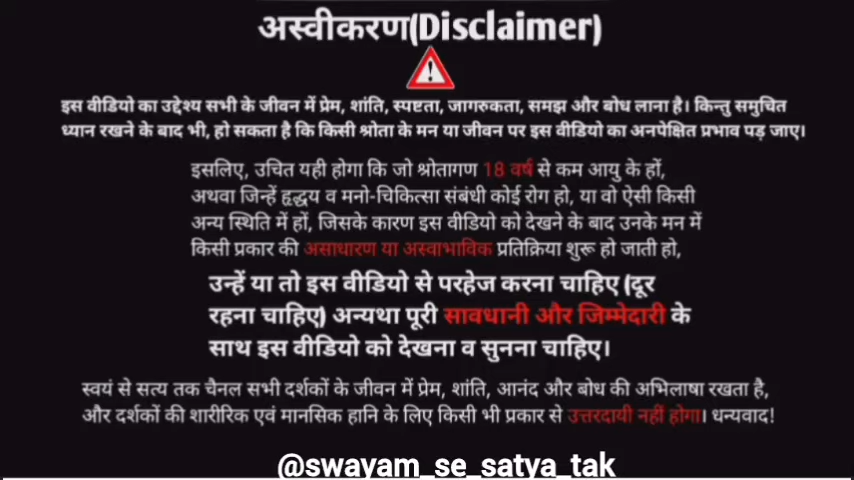 अस्वीकरण(Disclaimer)
इस वीडियो का उद्देश्य सभी के जीवन में प्रेम, शांति, स्पष्टता, जागरुकता, समझ और बोध लाना है। किन्तु समुचित
ध्यान रखने के बाद भी, हो सकता है कि किसी श्रोता के मन या जीवन पर इस वीडियो का अनपेक्षित प्रभाव पड़ जाए।
इसलिए, उचित यही होगा कि जो श्रोतागण 18 वर्ष से कम आयु के हों,
अथवा जिन्हें हृद्धय व मनो-चिकित्सा संबंधी कोई रोग हो, या वो ऐसी किसी
अन्य स्थिति में हों, जिसके कारण इस वीडियो को देखने के बाद उनके मन में
किसी प्रकार की असाधारण या अस्वाभाविक प्रतिक्रिया शुरू हो जाती हो,
उन्हें या तो इस वीडियो से परहेज करना चाहिए (दूर
रहना चाहिए) अन्यथा पूरी सावधानी और जिम्मेदारी के
साथ इस वीडियो को देखना व सुनना चाहिए।
स्वयं से सत्य तक चैनल सभी दर्शकों के जीवन में प्रेम, शांति, आनंद और बोध की अभिलाषा रखता है,
और दर्शकों की शारीरिक एवं मानसिक हानि के लिए किसी भी प्रकार से उत्तरदायी नहीं होगा। धन्यवाद!
@swayam_se_satya_tak